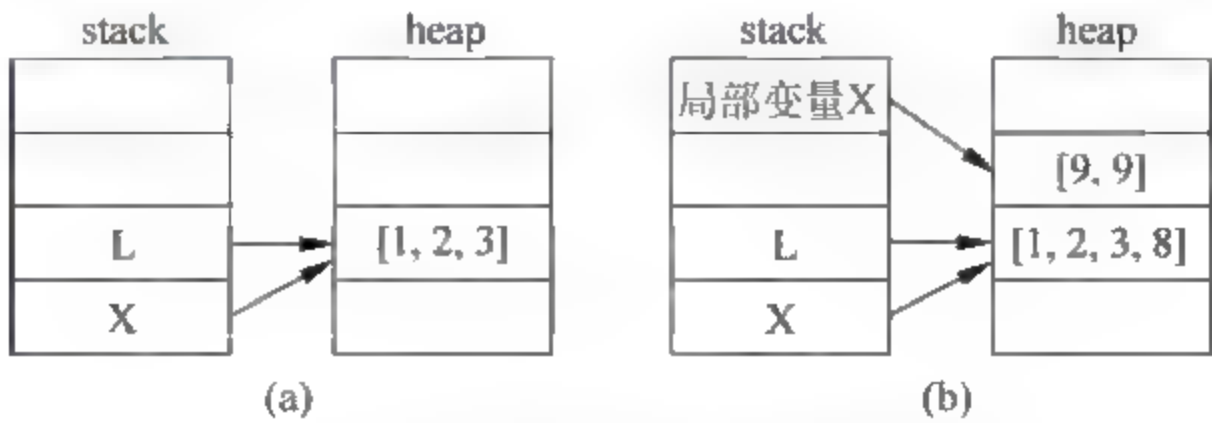 stack heap stack heap
局部变量X
[9, 9]
L [1, 2, 3] L [1, 2, 3, 8]
X X
(a) (b)